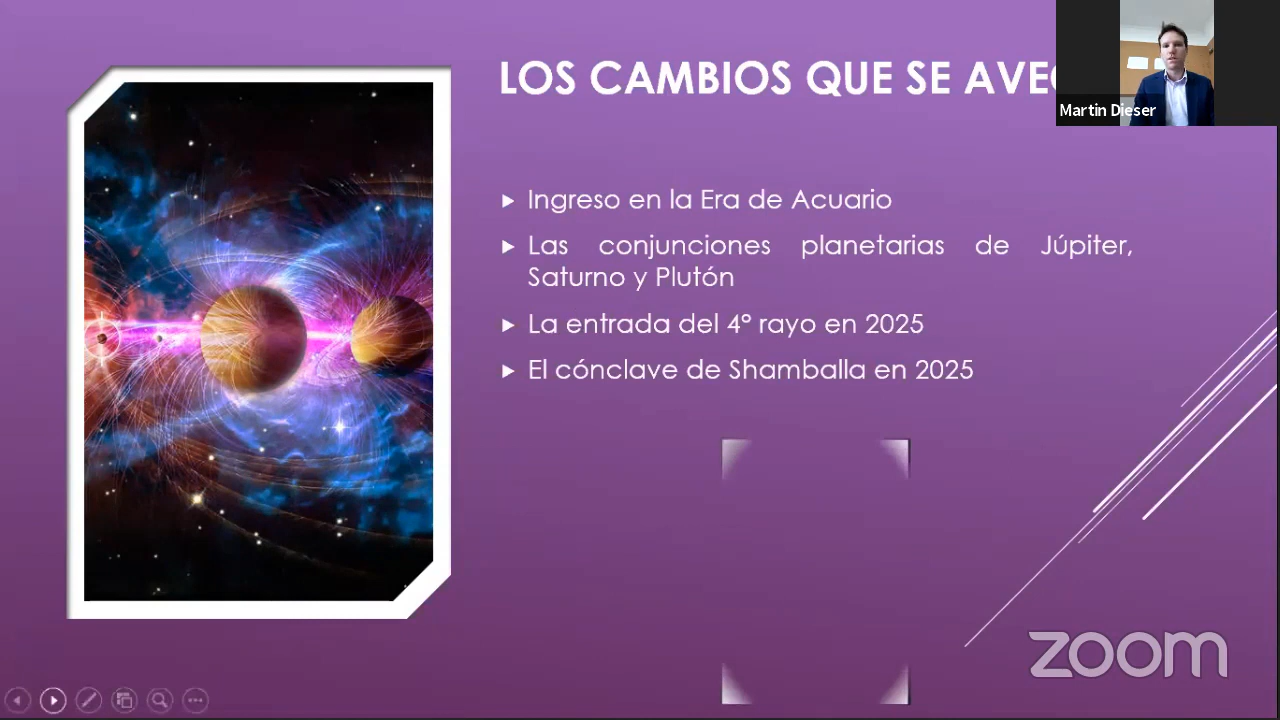 LOS CAMBIOS QUE SE AVEC
Martin Dieser
Ingreso en la Era de Acuario
Las conjunciones planetarias de Júpiter,
Saturno y Plutón
La entrada del 4° rayo en 2025
El cónclave de Shamballa en 2025
zoom